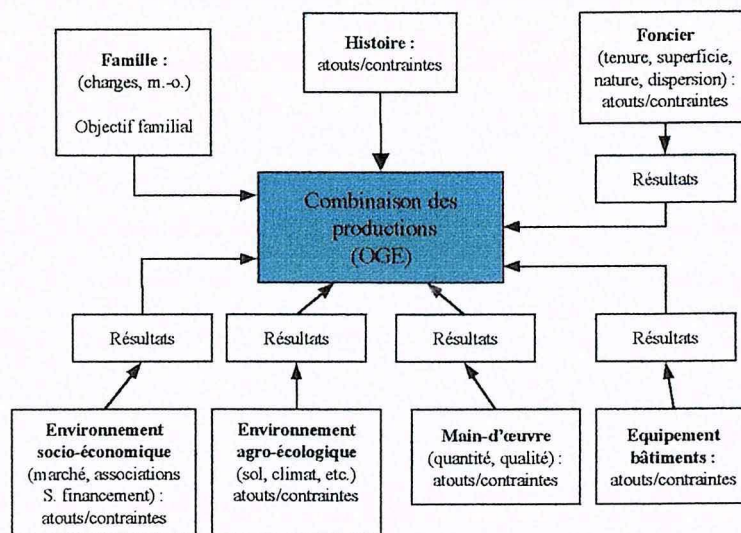 Famille :
(charges, m.-o.)
Objectif familial
Histoire :
atouts/contraintes
Foncier
(tenure, superficie,
nature, dispersion) :
atouts/contraintes
Résultats
Combinaison des
productions
(OGE)
Résultats
Résultats
Résultats
Résultats
Environnement
socio-économique
(marché, associations
S. financement) :
atouts/contraintes
Environnement
agro-écologique
(sol, climat, etc.)
atouts/contraintes
Main-d'œuvre
(quantité, qualité) :
atouts/contraintes
Equipement
bâtiments :
atouts/contraintes